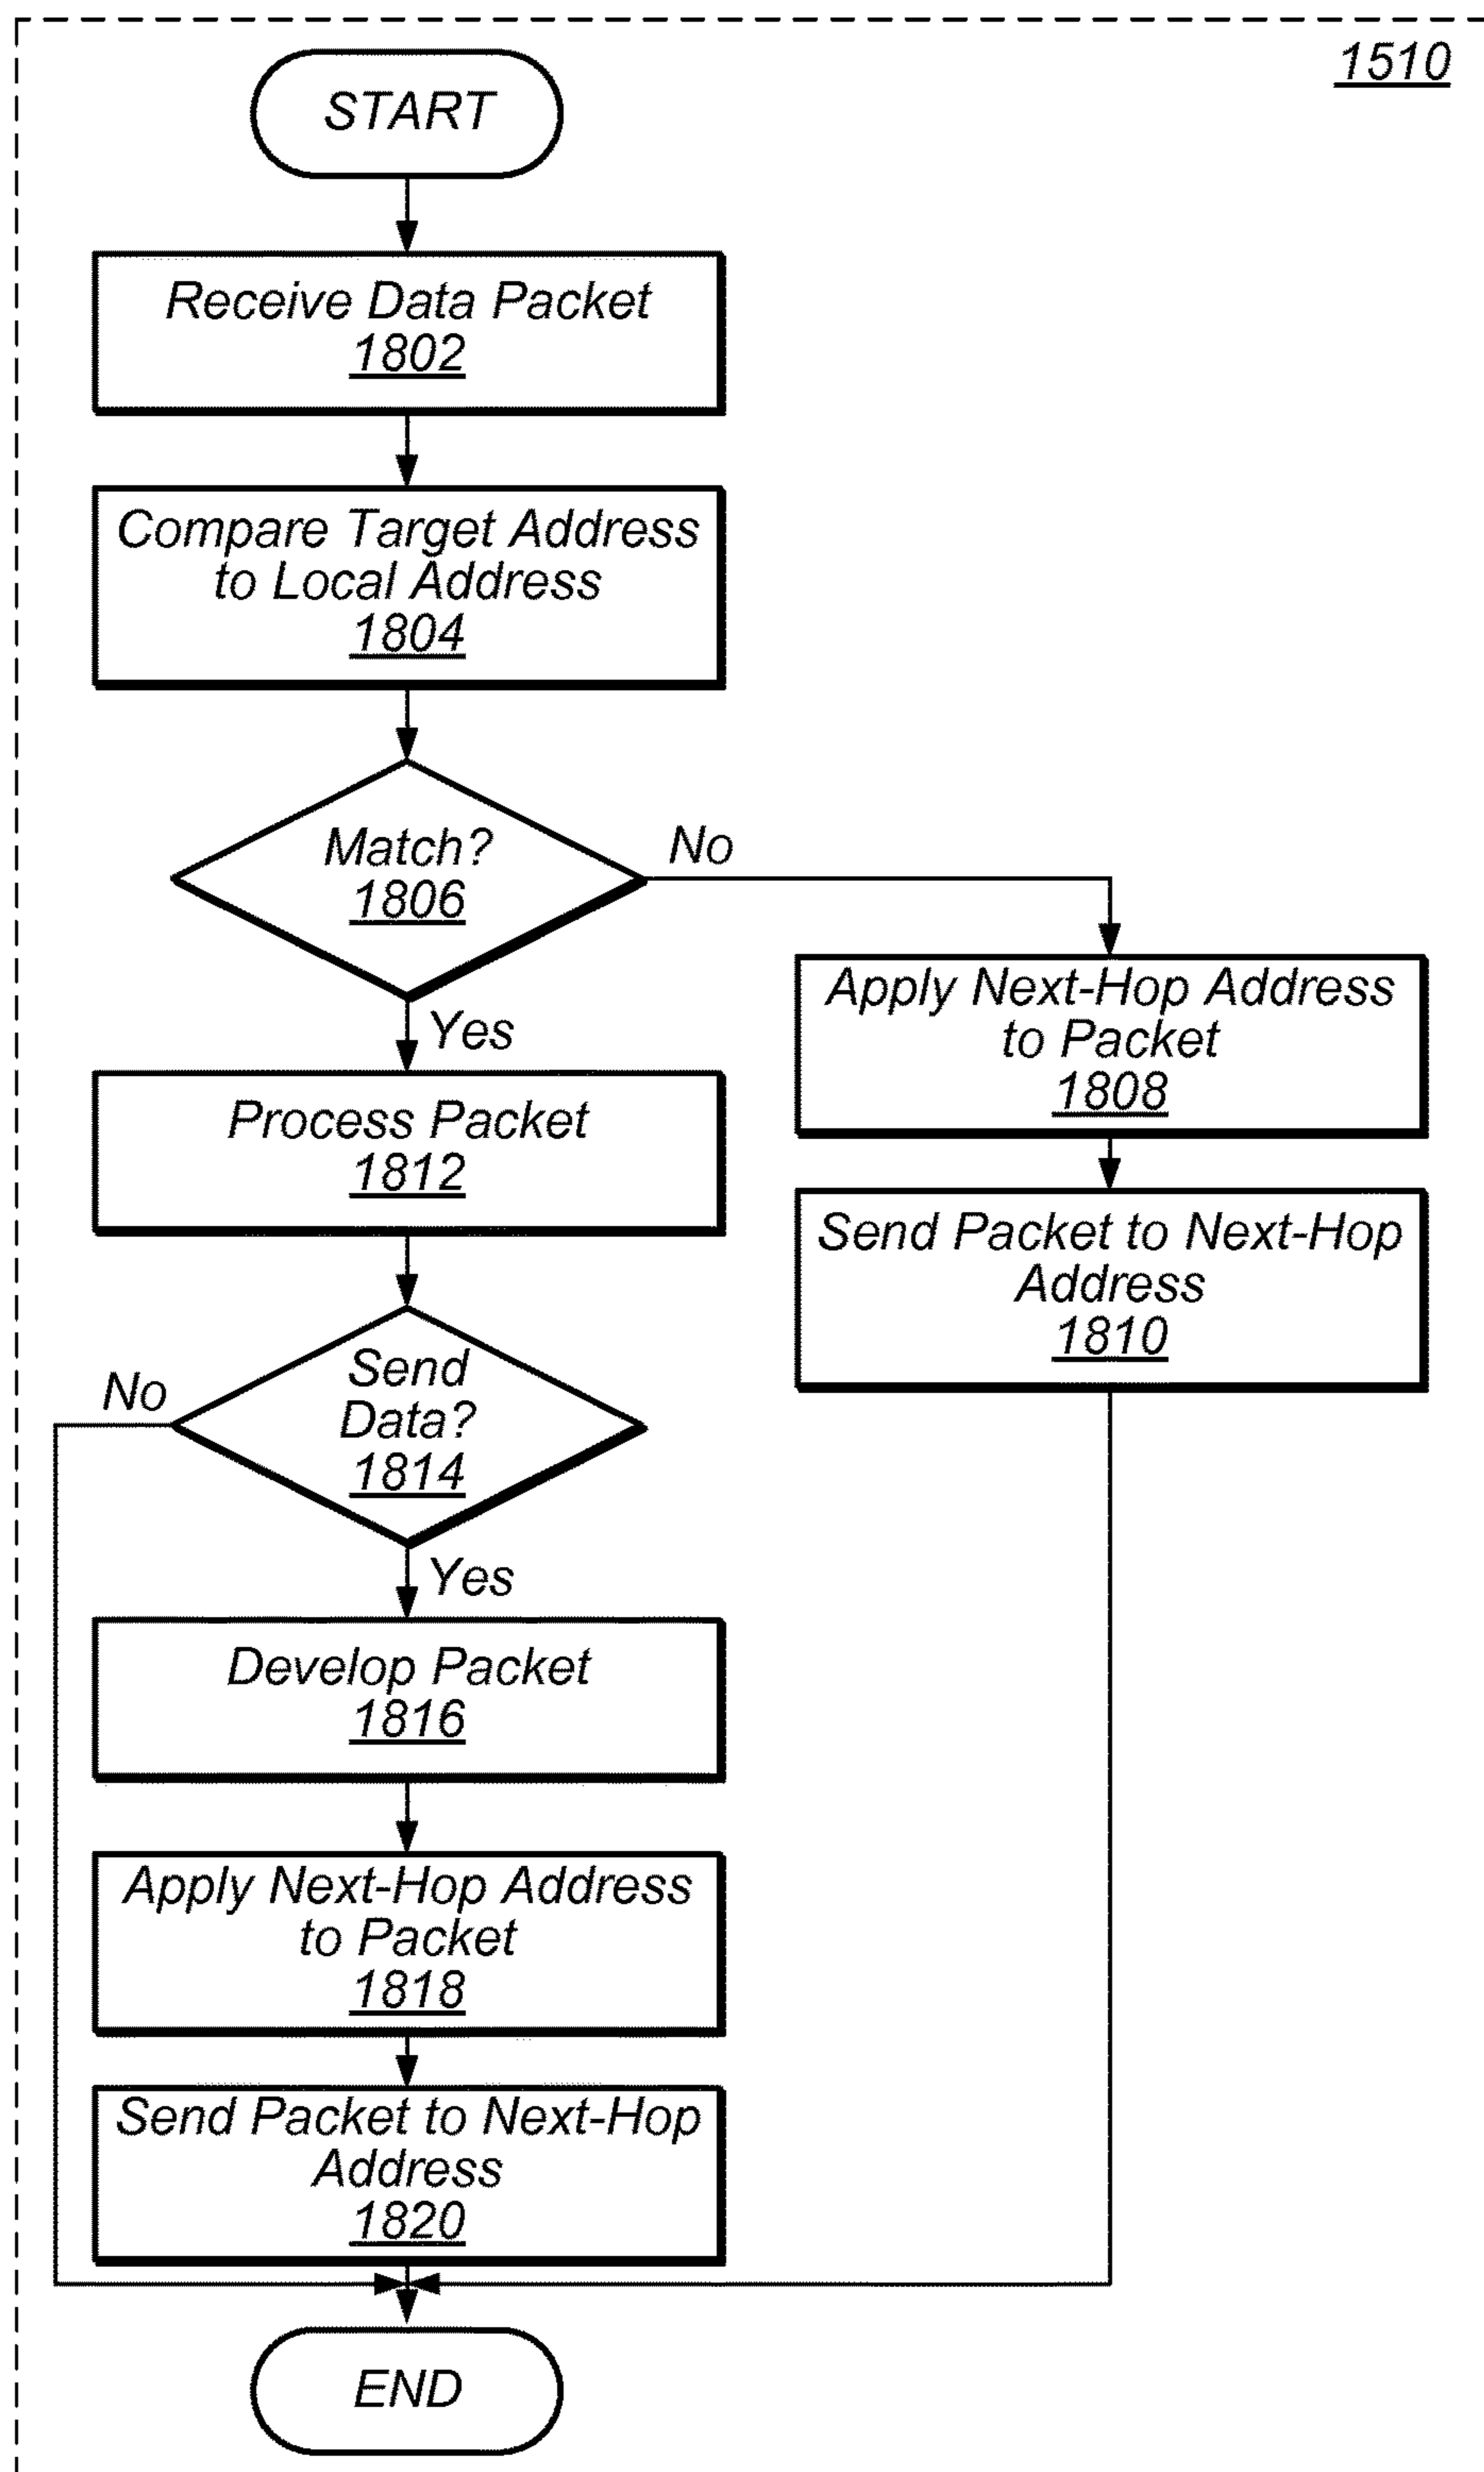 1510
START
Receive Data Packet
1802
Compare Target Address
to Local Address
1804
Match?
1806
No
Yes
Apply Next-Hop Address
to Packet
1808
Process Packet
1812
Send Packet to Next-Hop
Address
1810
Send
Data?
1814
No
Yes
Develop Packet
1816
Apply Next-Hop Address
to Packet
1818
Send Packet to Next-Hop
Address
1820
END